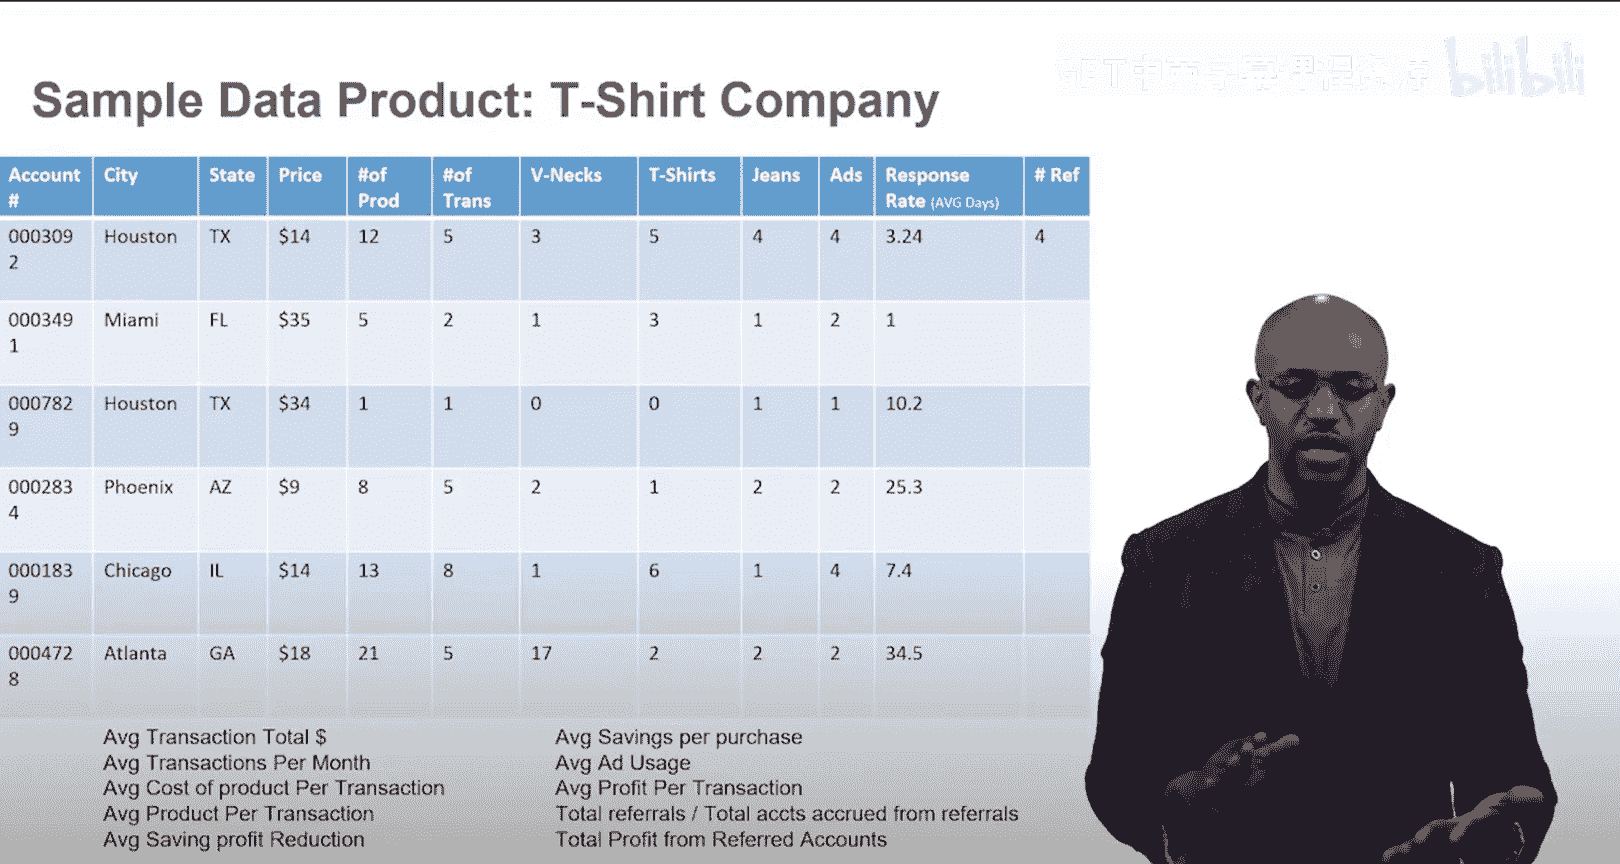 bilibili
Sample Data Product: T-Shirt Company
Account # City State Price #of Prod #of Trans V-Necks T-Shirts Jeans Ads Response Rate (AVG Days) # Ref
0003092 Houston TX $14 12 5 3 5 4 4 3.24 4
0003491 Miami FL $35 5 2 1 3 1 2 1
0007829 Houston TX $34 1 1 0 0 1 1 10.2
0002834 Phoenix AZ $9 8 5 2 1 2 2 25.3
0001839 Chicago IL $14 13 8 1 6 1 4 7.4
0004728 Atlanta GA $18 21 5 17 2 2 2 34.5
Avg Transaction Total $
Avg Transactions Per Month
Avg Cost of product Per Transaction
Avg Product Per Transaction
Avg Saving profit Reduction
Avg Savings per purchase
Avg Ad Usage
Avg Profit Per Transaction
Total referrals / Total accts accrued from referrals
Total Profit from Referred Accounts